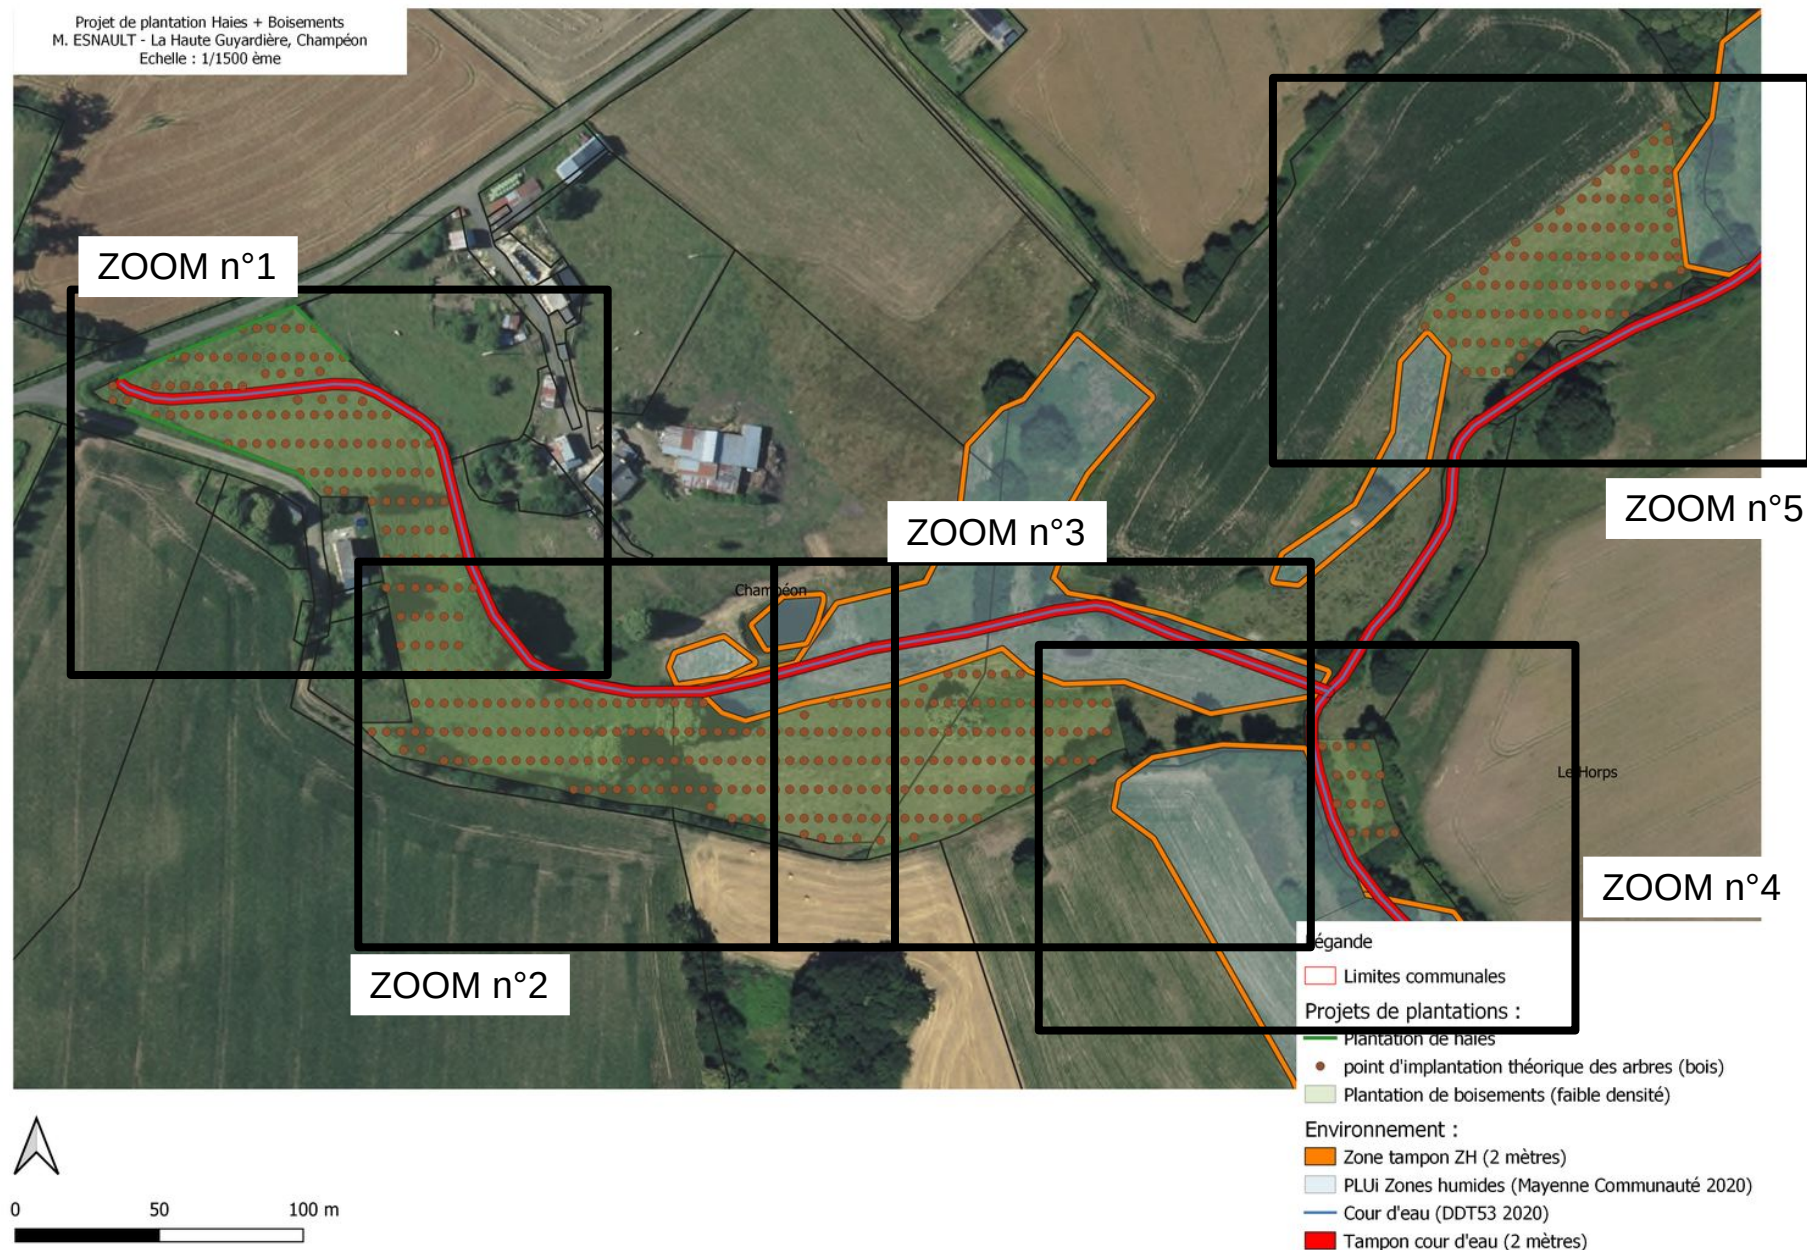 Projet de plantation Haies + Boisements
M. ESNAULT - La Haute Guyardière, Champéon
Echelle : 1/1500 ème
ZOOM n°1
ZOOM n°5
ZOOM n°3
Champéon
Le Horps
ZOOM n°4
ZOOM n°2
égande
Limites communales
Projets de plantations :
Plantation de haies
point d'implantation théorique des arbres (bois)
Plantation de boisements (faible densité)
Environnement :
Zone tampon ZH (2 mètres)
PLUi Zones humides (Mayenne Communauté 2020)
Cour d'eau (DDT53 2020)
Tampon cour d'eau (2 mètres)
0 50 100 m